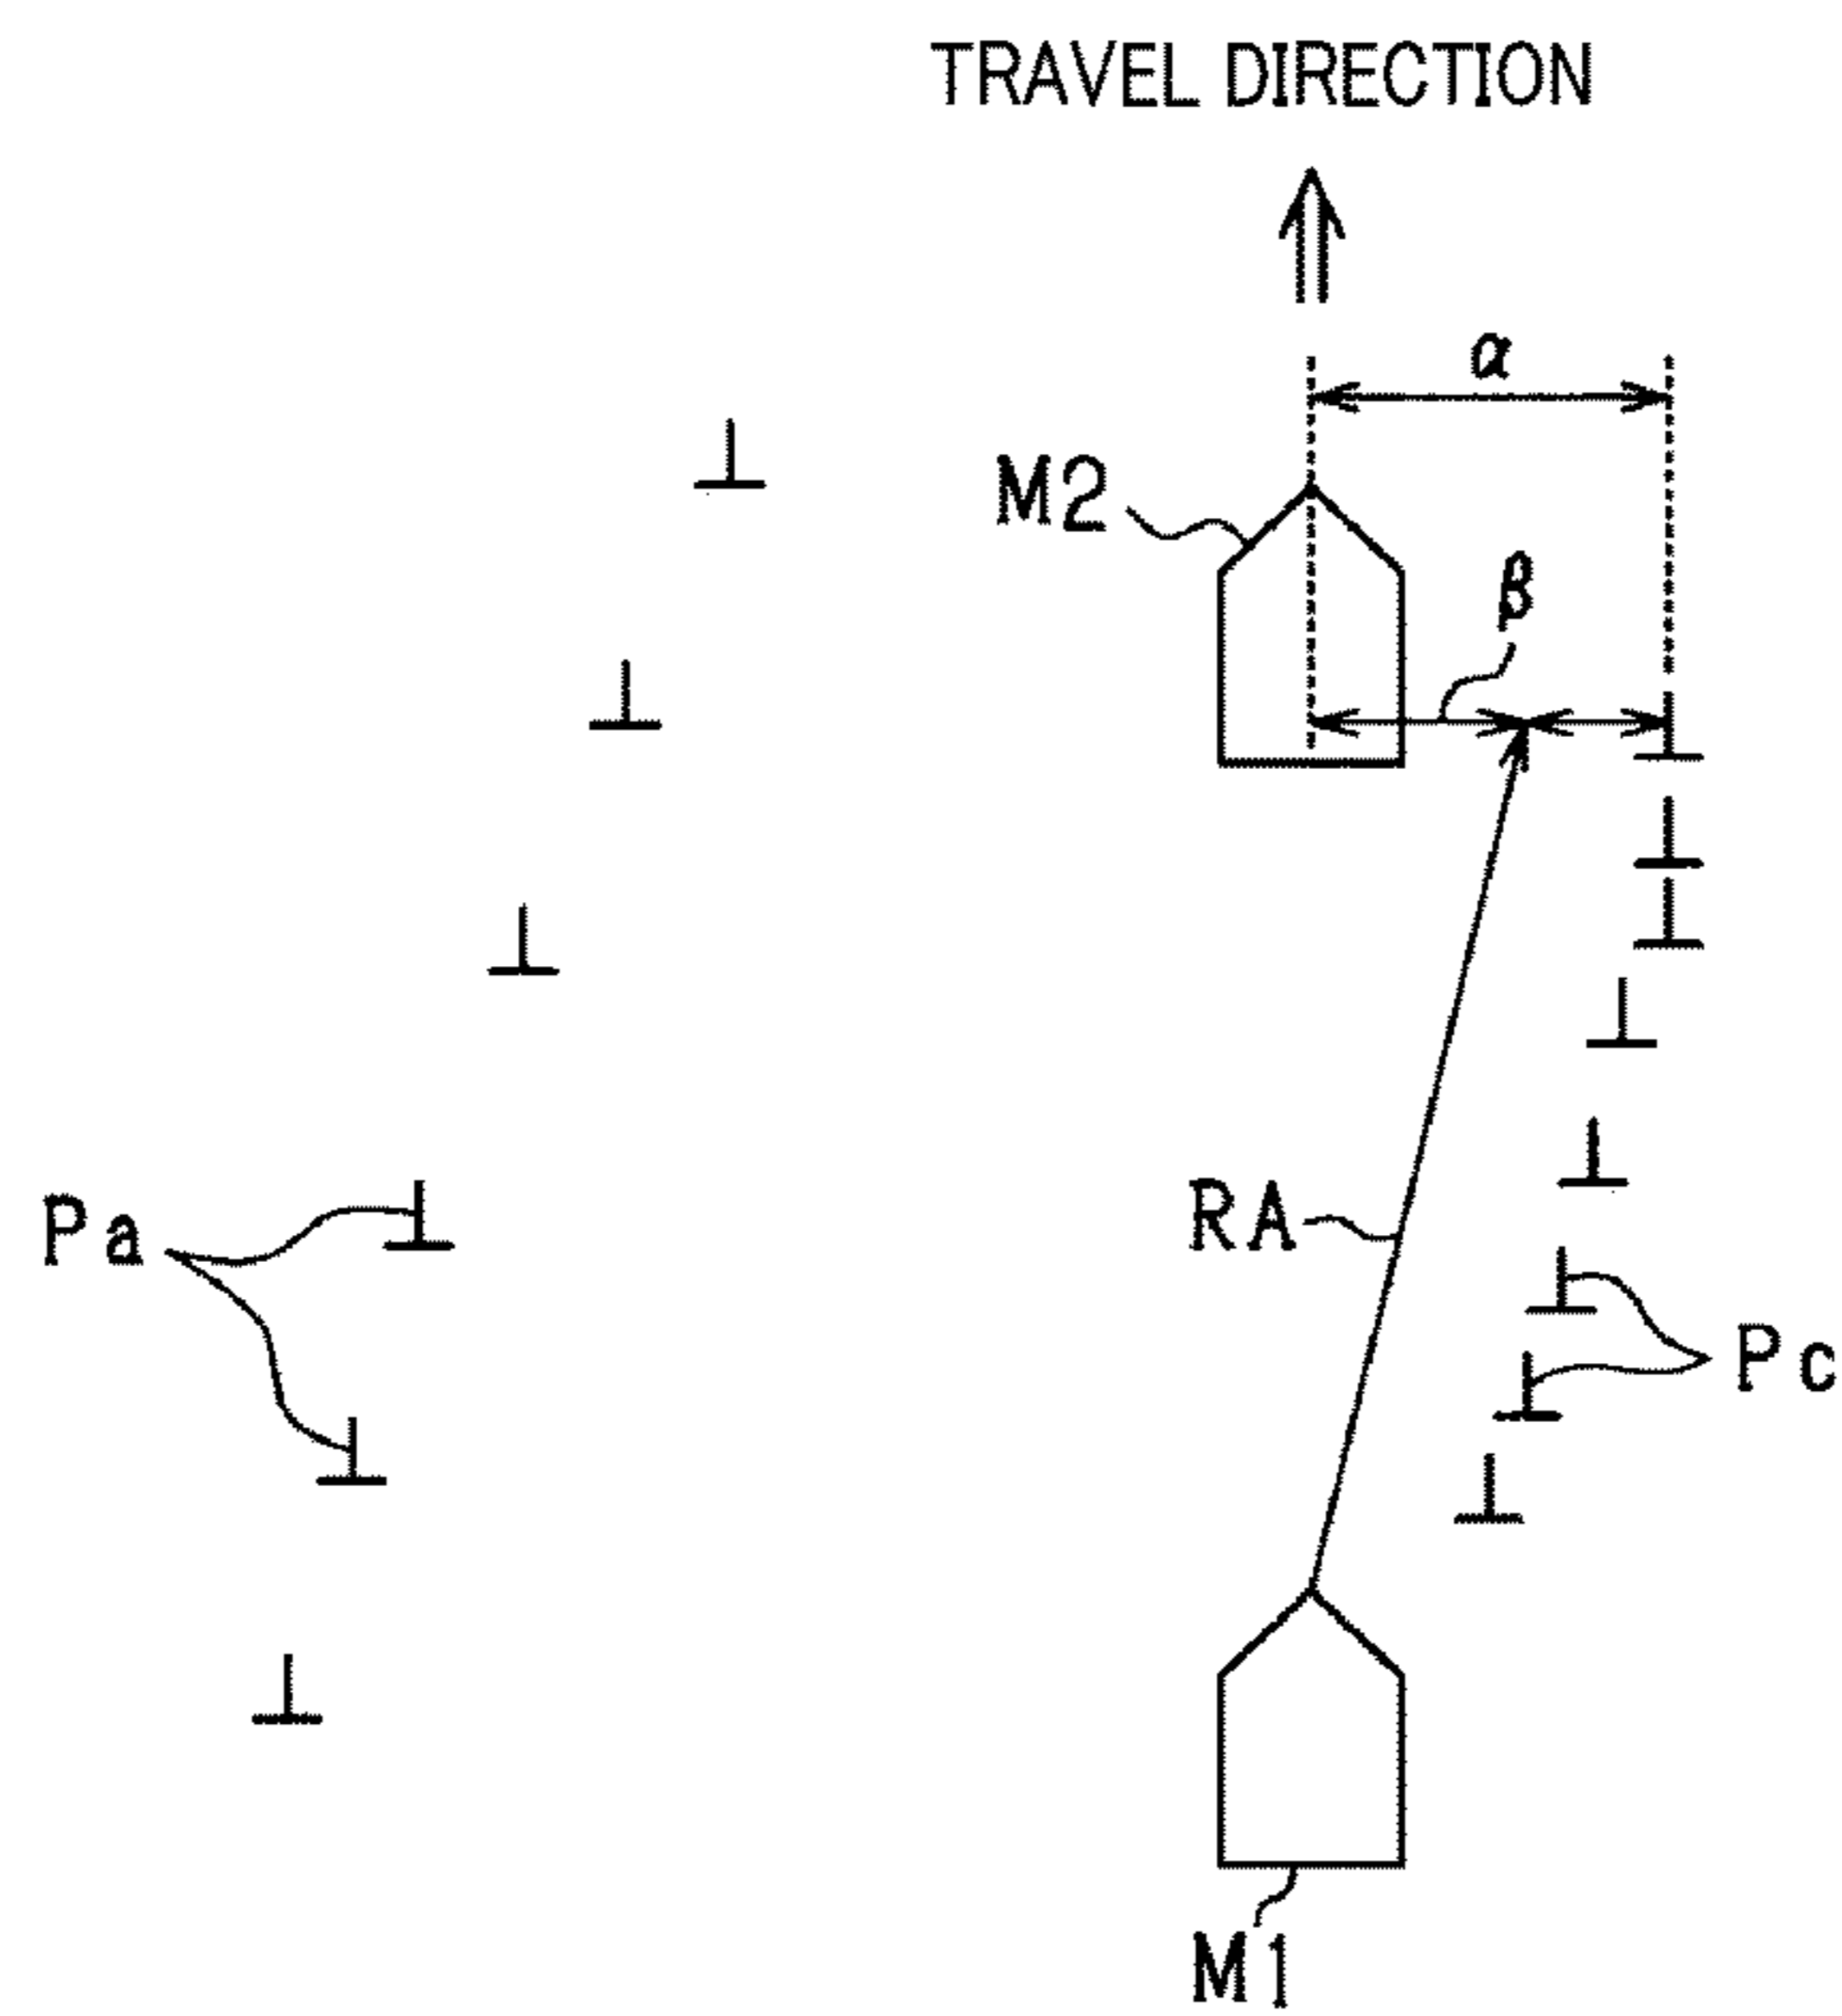 TRAVEL DIRECTION
α
M2
β
Pa
RA
Pc
M1